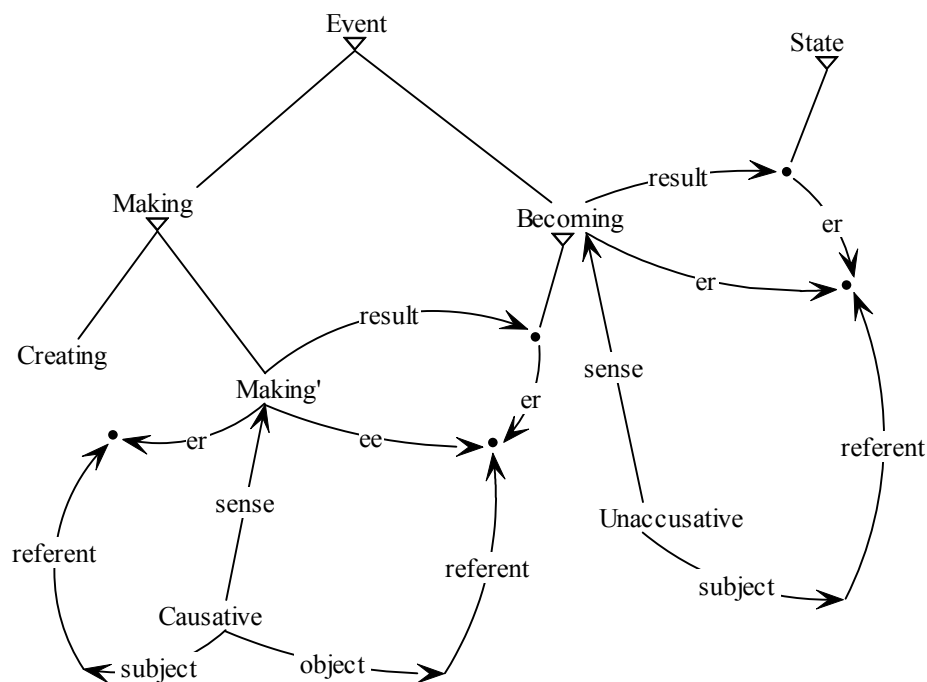 Event
State
result
Making
Becoming
er
er
result
Creating
sense
Making'
er
er
ee
referent
sense
Unaccusative
referent
referent
subject
Causative
subject
object